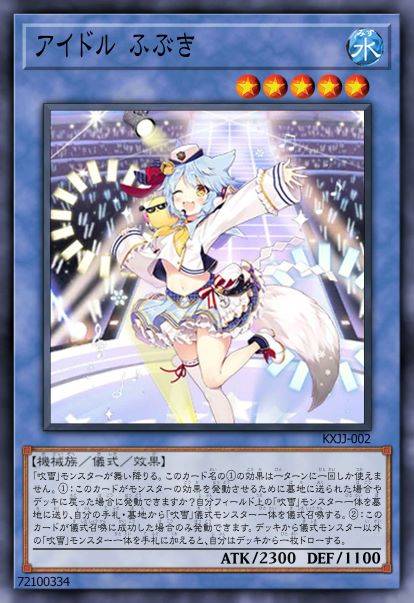 アイドル ふぶき
みず
水
KXJJ-002
【機械族／儀式／効果】
「吹雪」モンスターが舞い降りる。このカード名の①の効果は一ターンに一回しか使えま
せん。①：このカードがモンスターの効果を発動させるために墓地に送られた場合や
デッキに戻った場合に発動できますか？自分フィールド上の「吹雪」モンスター一体を墓
地に送り、自分の手札・墓地から「吹雪」儀式モンスター一体を儀式召喚する。②：この
カードが儀式召喚に成功した場合のみ発動できます。デッキから儀式モンスター以外
の「吹雪」モンスター一体を手札に加えると、自分はデッキから一枚ドローする。
ATK/2300 DEF/1100
72100334